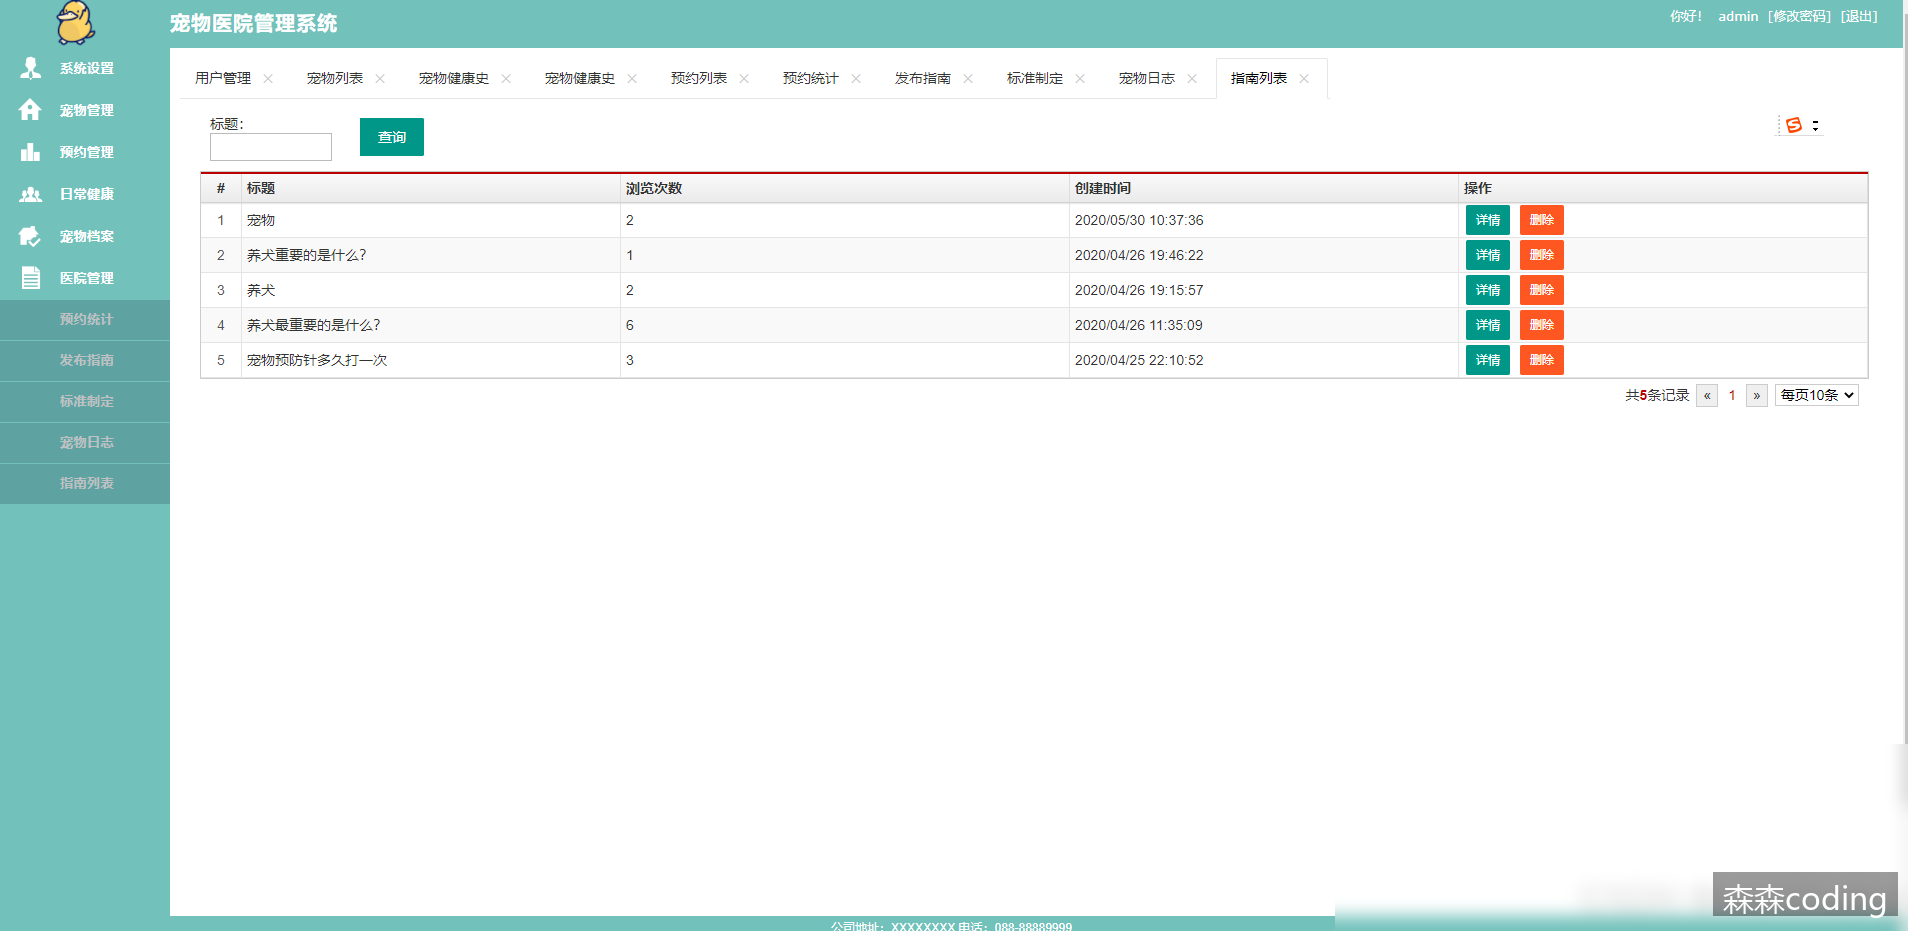 宠物医院管理系统
你好! admin [修改密码] [退出]
系统设置
宠物管理
预约管理
日常健康
宠物档案
医院管理
预约统计
发布指南
标准制定
宠物日志
指南列表
用户管理 宠物列表 宠物健康史 宠物健康史 预约列表 预约统计 发布指南 标准制定 宠物日志 指南列表
标题:
查询
# 标题 浏览次数 创建时间 操作
1 宠物 2 2020/05/30 10:37:36 详情 删除
2 养犬重要的是什么? 1 2020/04/26 19:46:22 详情 删除
3 养犬 2 2020/04/26 19:15:57 详情 删除
4 养犬最重要的是什么? 6 2020/04/26 11:35:09 详情 删除
5 宠物预防针多久打一次 3 2020/04/25 22:10:52 详情 删除
共5条记录 « 1 » 每页10条
森森coding
公司地址: XXXXXXXX 电话: 088-88889999